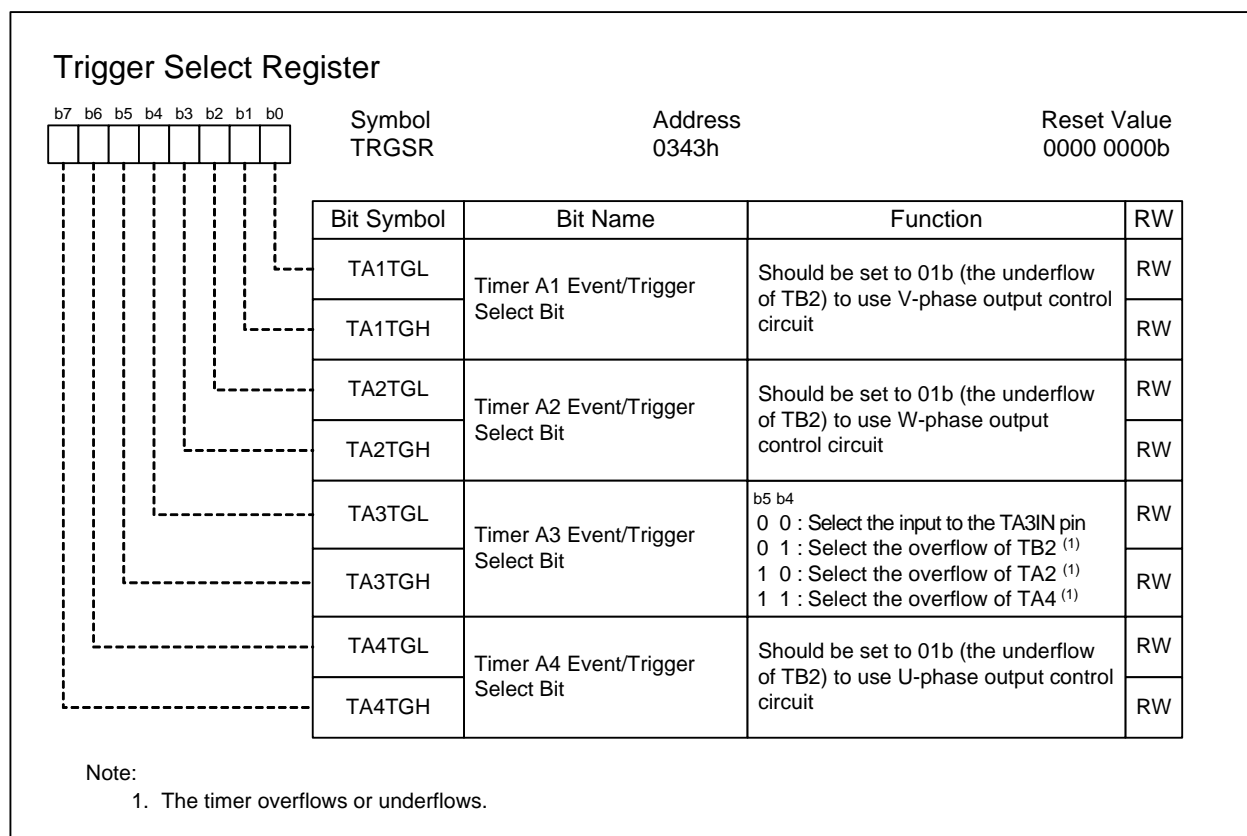 Trigger Select Register
b7 b6 b5 b4 b3 b2 b1 b0
Symbol Address Reset Value
TRGSR 0343h 0000 0000b
Bit Symbol Bit Name Function RW
TA1TGL RW
Timer A1 Event/Trigger
Select Bit
Should be set to 01b (the underflow
of TB2) to use V-phase output control
circuit
TA1TGH RW
TA2TGL RW
Timer A2 Event/Trigger
Select Bit
Should be set to 01b (the underflow
of TB2) to use W-phase output
control circuit
TA2TGH RW
TA3TGL RW
Timer A3 Event/Trigger
Select Bit
b5 b4
0 0 : Select the input to the TA3IN pin
0 1 : Select the overflow of TB2 (1)
1 0 : Select the overflow of TA2 (1)
1 1 : Select the overflow of TA4 (1)
TA3TGH RW
TA4TGL RW
Timer A4 Event/Trigger
Select Bit
Should be set to 01b (the underflow
of TB2) to use U-phase output control
circuit
TA4TGH RW
Note:
1. The timer overflows or underflows.